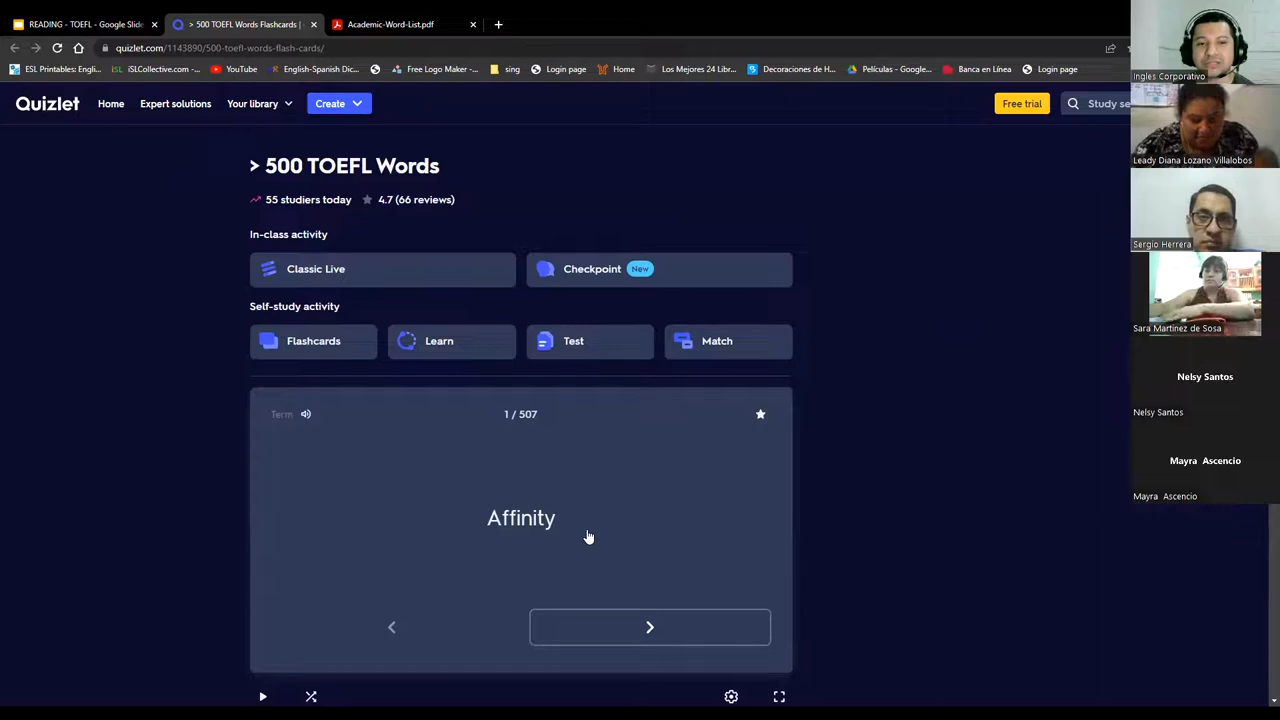 READING - TOEFL - Google Slide
> 500 TOEFL Words Flashcards |
Academic-Word-List.pdf
quizlet.com/1143890/500-toefl-words-flash-cards/
ESL Printables: Engli...
iSLCollective.com -...
YouTube
English-Spanish Dic...
Free Logo Maker -...
sing
Login page
Home
Los Mejores 24 Libr...
Decoraciones de H...
Películas - Google...
Banca en Línea
Login page
Quizlet
Home
Expert solutions
Your library
Create
Free trial
Study se
> 500 TOEFL Words
55 studiers today
4.7 (66 reviews)
In-class activity
Classic Live
Checkpoint New
Self-study activity
Flashcards
Learn
Test
Match
Term
1 / 507
Affinity
Ingles Corporativo
Leady Diana Lozano Villalobos
Sergio Herrera
Sara Martinez de Sosa
Nelsy Santos
Nelsy Santos
Mayra Ascencio
Mayra Ascencio